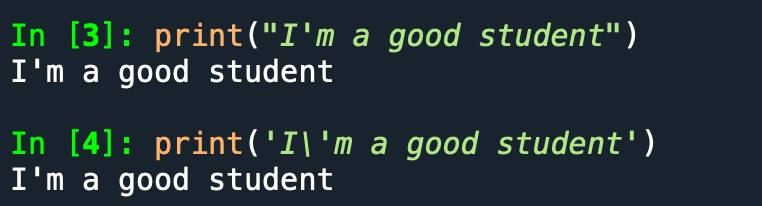 In [3]: print("I'm a good student")
I'm a good student
In [4]: print('I\'m a good student')
I'm a good student